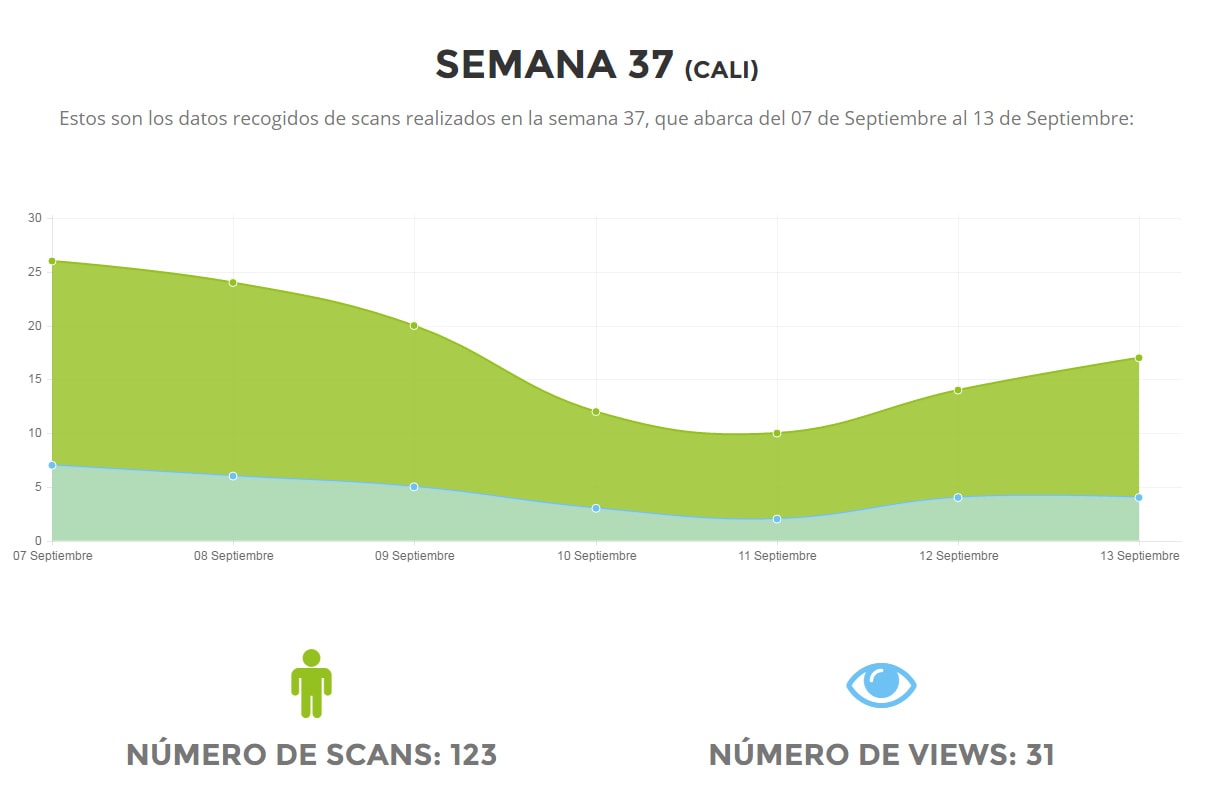 SEMANA 37 (CALI)
Estos son los datos recogidos de scans realizados en la semana 37, que abarca del 07 de Septiembre al 13 de Septiembre:
30
25
20
15
10
5
0
07 Septiembre 08 Septiembre 09 Septiembre 10 Septiembre 11 Septiembre 12 Septiembre 13 Septiembre
NÚMERO DE SCANS: 123 NÚMERO DE VIEWS: 31